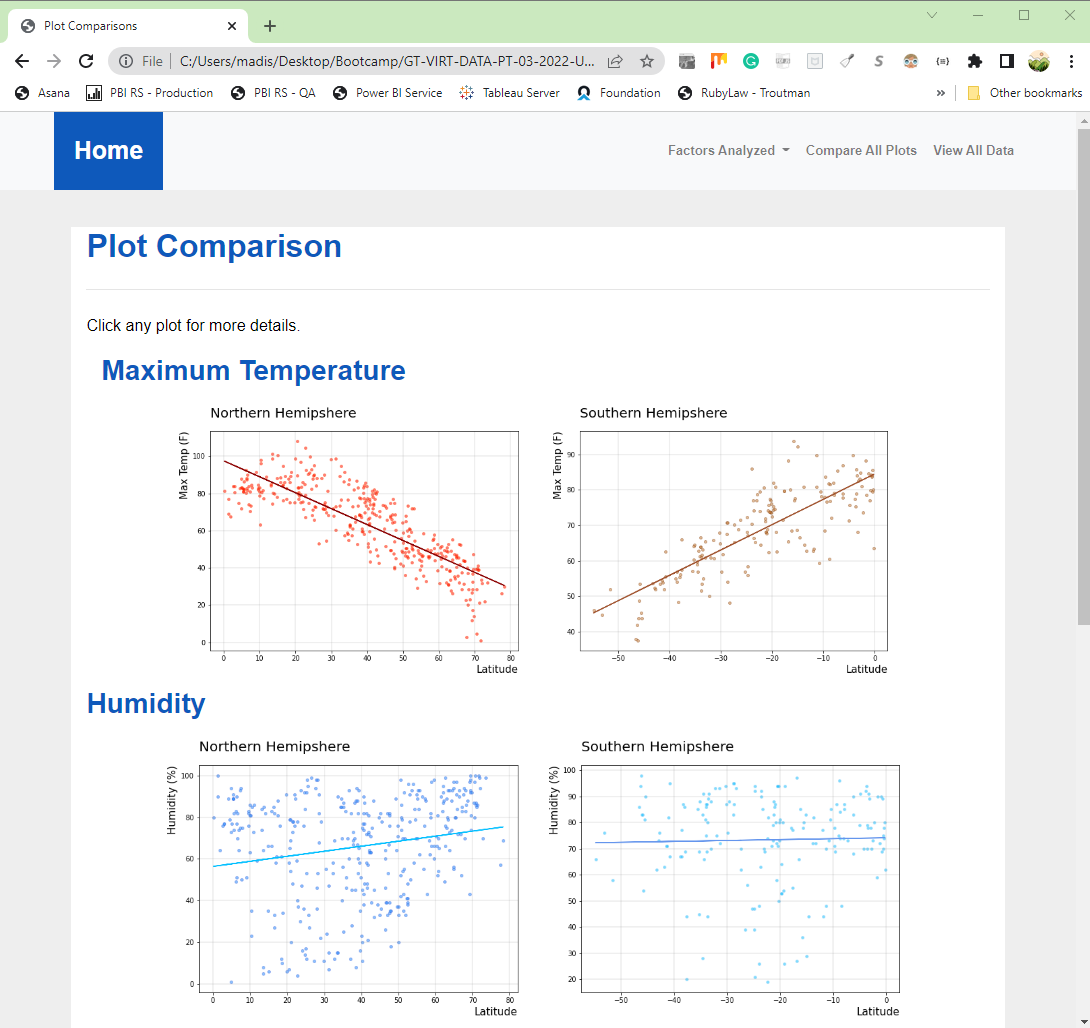 Plot Comparisons
File | C:/Users/madis/Desktop/Bootcamp/GT-VIRT-DATA-PT-03-2022-U...
Asana PBI RS - Production PBI RS - QA Power BI Service Tableau Server Foundation RubyLaw - Troutman » Other bookmarks
Home Factors Analyzed Compare All Plots View All Data
Plot Comparison
Click any plot for more details.
Maximum Temperature
Northern Hemipshere
Max Temp (F)
100
80
60
40
20
0
0 10 20 30 40 50 60 70 80
Latitude
Southern Hemipshere
Max Temp (F)
90
80
70
60
50
40
−50 −40 −30 −20 −10 0
Latitude
Humidity
Northern Hemipshere
Humidity (%)
100
80
60
40
20
0
0 10 20 30 40 50 60 70 80
Latitude
Southern Hemipshere
Humidity (%)
100
90
80
70
60
50
40
30
20
−50 −40 −30 −20 −10 0
Latitude